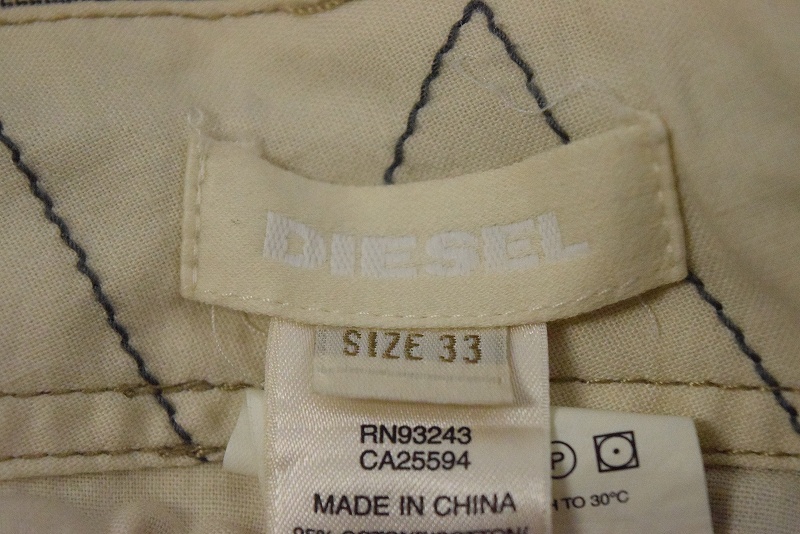 DIESEL
SIZE 33
RN93243
CA25594
P
H TO 30°C
MADE IN CHINA